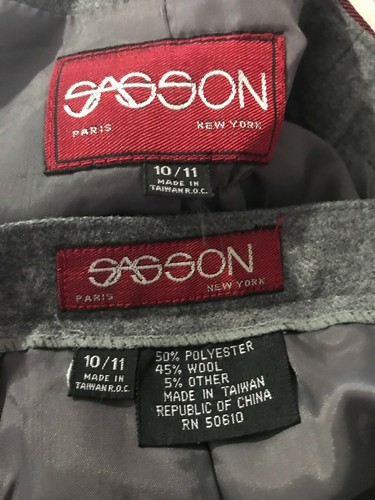 SASSON
PARIS NEW YORK
10/11
MADE IN
TAIWAN R.O.C.
SASSON
PARIS NEW YORK
10/11
MADE IN
TAIWAN R.O.C.
50% POLYESTER
45% WOOL
5% OTHER
MADE IN TAIWAN
REPUBLIC OF CHINA
RN 50610